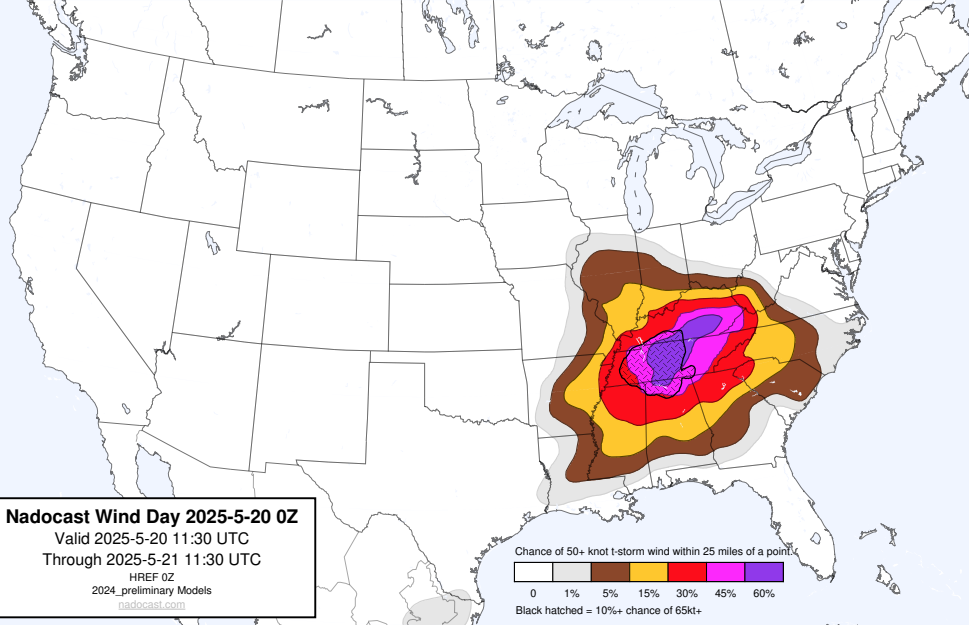 Nadocast Wind Day 2025-5-20 0Z
Valid 2025-5-20 11:30 UTC
Through 2025-5-21 11:30 UTC
HREF 0Z
2024_preliminary Models
nadocast.com
Chance of 50+ knot t-storm wind within 25 miles of a point.
0 1% 5% 15% 30% 45% 60%
Black hatched = 10%+ chance of 65kt+